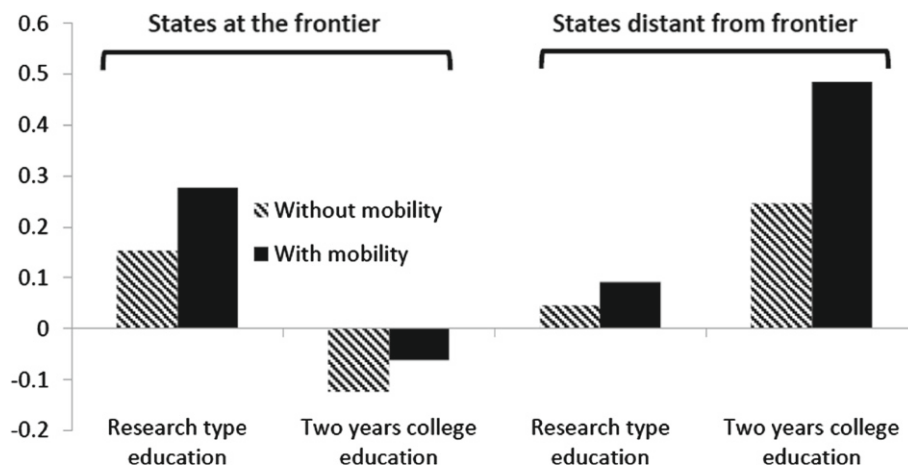 States at the frontier
States distant from frontier
0.6
0.5
0.4
0.3
0.2
0.1
0
-0.1
-0.2
Without mobility
With mobility
Research type
education
Two years college
education
Research type
education
Two years college
education